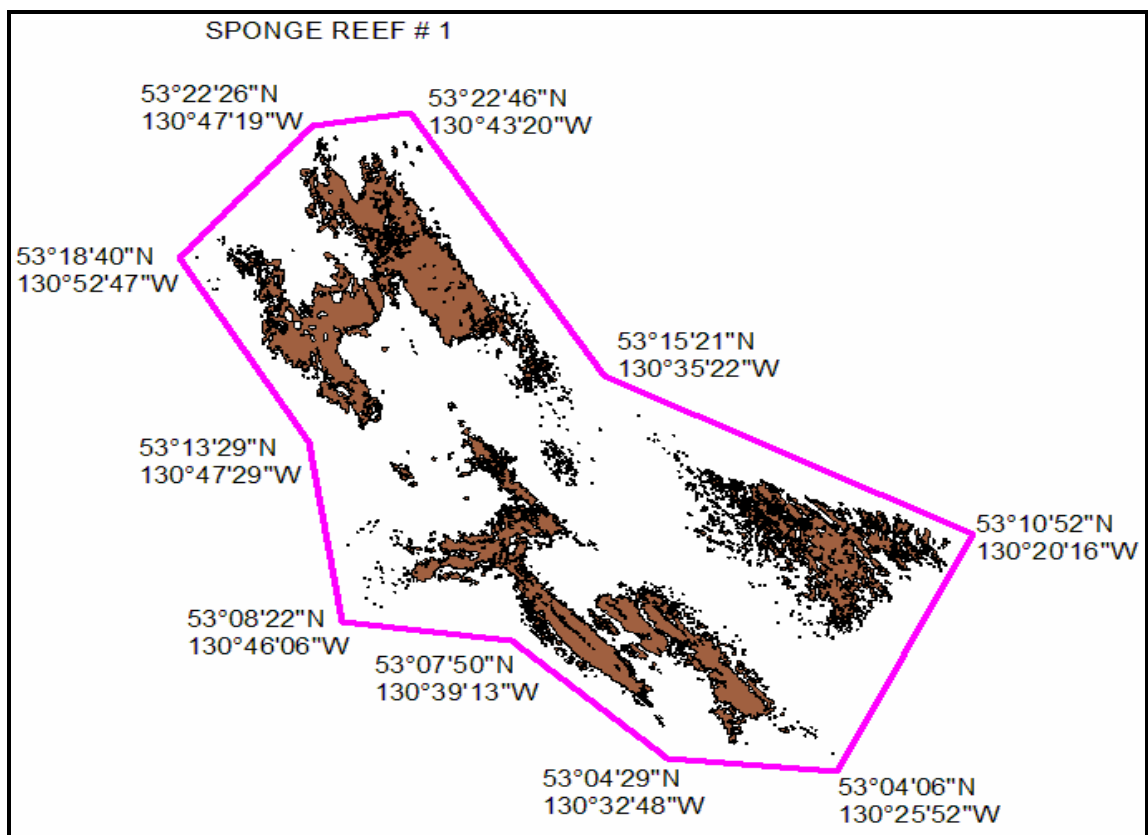 SPONGE REEF # 1
53°22'26"N
130°47'19"W
53°22'46"N
130°43'20"W
53°18'40"N
130°52'47"W
53°15'21"N
130°35'22"W
53°13'29"N
130°47'29"W
53°10'52"N
130°20'16"W
53°08'22"N
130°46'06"W
53°07'50"N
130°39'13"W
53°04'29"N
130°32'48"W
53°04'06"N
130°25'52"W